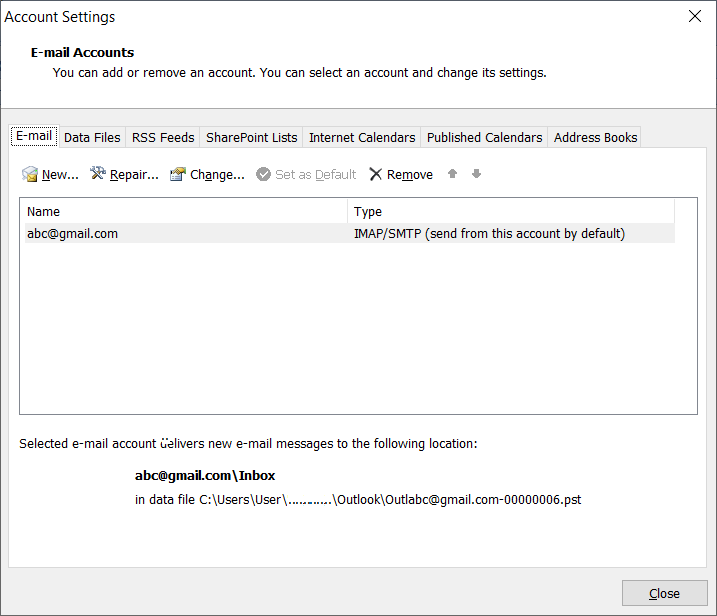 Account Settings
E-mail Accounts
You can add or remove an account. You can select an account and change its settings.
E-mail Data Files RSS Feeds SharePoint Lists Internet Calendars Published Calendars Address Books
New... Repair... Change... Set as Default Remove
Name Type
abc@gmail.com IMAP/SMTP (send from this account by default)
Selected e-mail account delivers new e-mail messages to the following location:
abc@gmail.com\Inbox
in data file C:\Users\User\............\Outlook\Outlabc@gmail.com-00000006.pst
Close